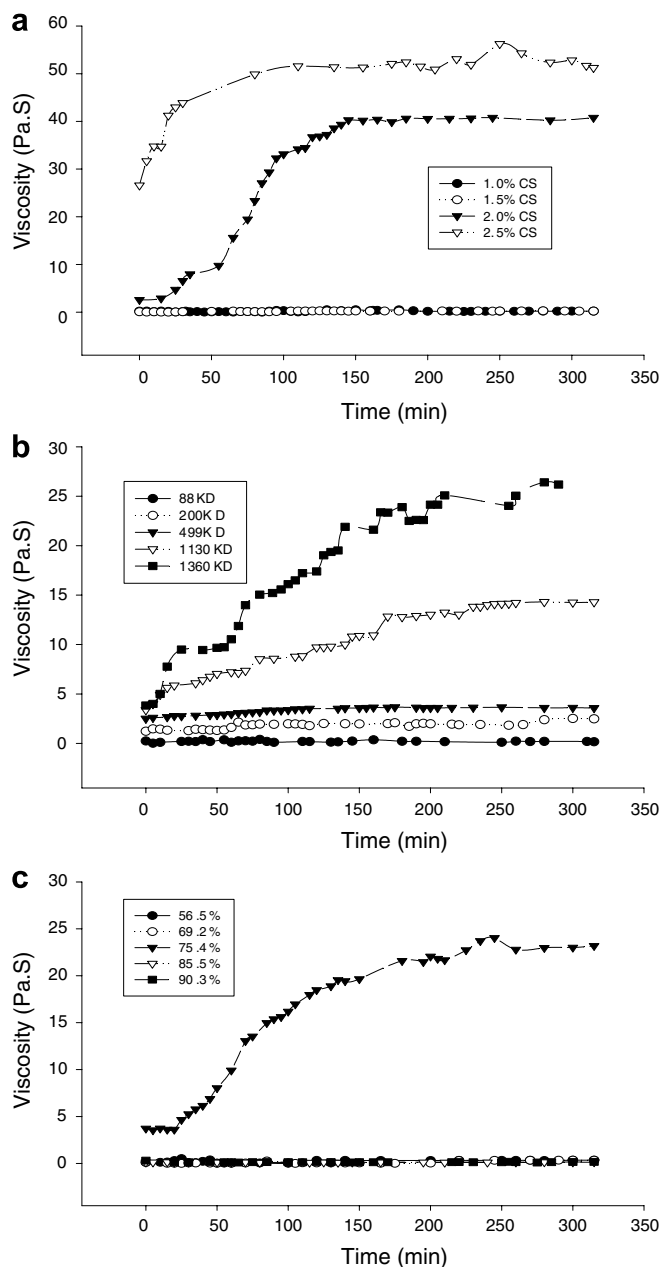 a
60
50
40
30
20
10
0
Viscosity (Pa.S)
1.0% CS
1.5% CS
2.0% CS
2.5% CS
0 50 100 150 200 250 300 350
Time (min)
b
30
25
20
15
10
5
0
Viscosity (Pa.S)
88 KD
200K D
499K D
1130 KD
1360 KD
0 50 100 150 200 250 300 350
Time (min)
c
30
25
20
15
10
5
0
Viscosity (Pa.S)
56.5%
69.2%
75.4%
85.5%
90.3%
0 50 100 150 200 250 300 350
Time (min)